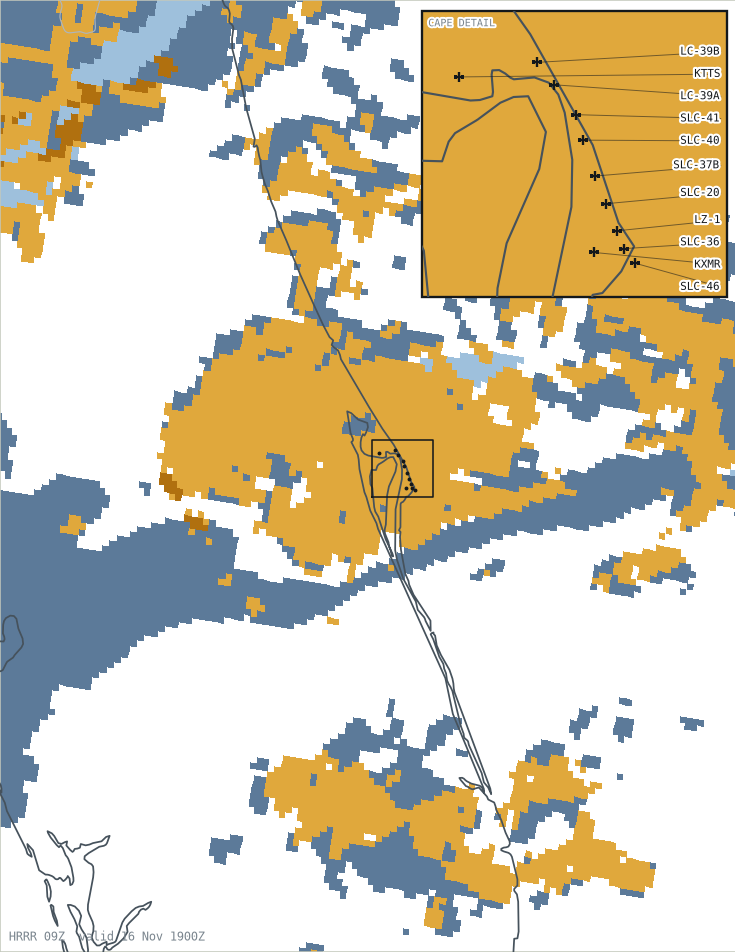 CAPE DETAIL
LC-39B
KTTS
LC-39A
SLC-41
SLC-40
SLC-37B
SLC-20
LZ-1
SLC-36
KXMR
SLC-46
HRRR 09Z valid 16 Nov 1900Z